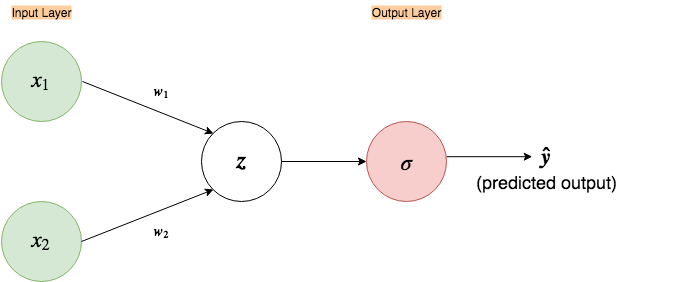 Input Layer
Output Layer
x₁
w₁
z
σ
ŷ
(predicted output)
w₂
x₂